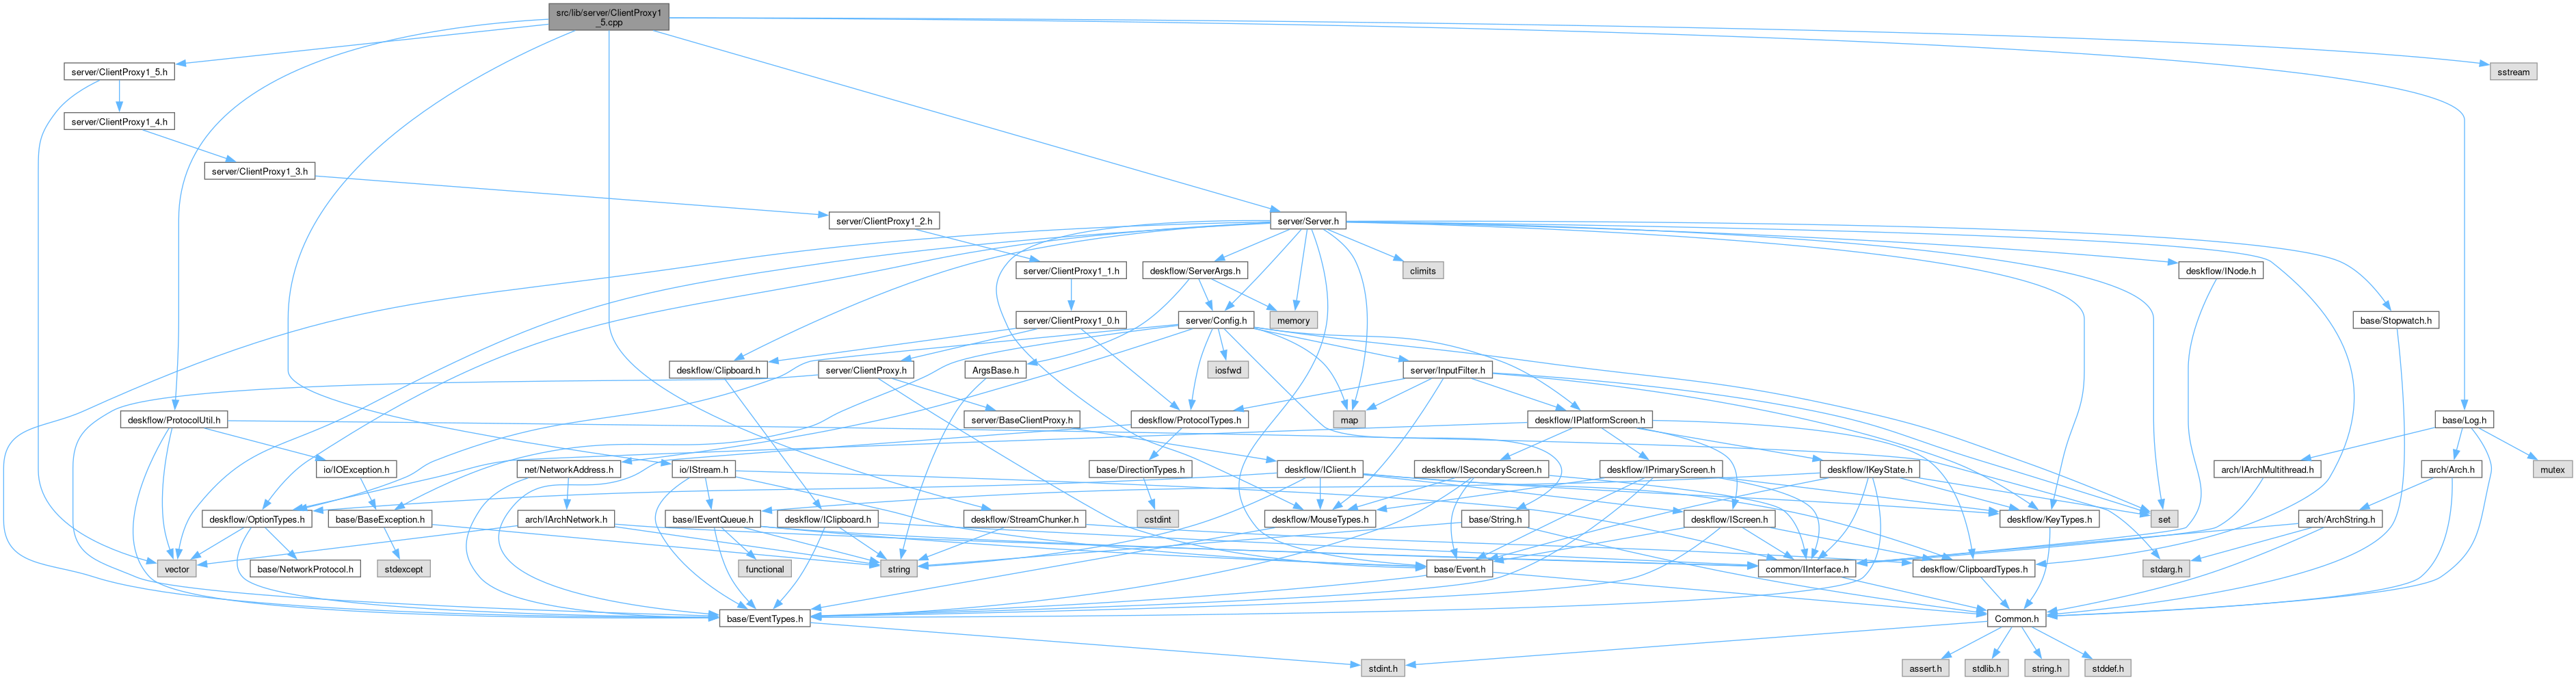 src/lib/server/ClientProxy1
_5.cpp
server/ClientProxy1_5.h
sstream
server/ClientProxy1_4.h
server/ClientProxy1_3.h
server/ClientProxy1_2.h
server/Server.h
server/ClientProxy1_1.h
deskflow/ServerArgs.h
climits
deskflow/INode.h
server/ClientProxy1_0.h
server/Config.h
memory
base/Stopwatch.h
deskflow/Clipboard.h
server/ClientProxy.h
ArgsBase.h
iosfwd
server/InputFilter.h
deskflow/ProtocolUtil.h
server/BaseClientProxy.h
deskflow/ProtocolTypes.h
map
deskflow/IPlatformScreen.h
base/Log.h
io/IOException.h
net/NetworkAddress.h
io/IStream.h
base/DirectionTypes.h
deskflow/IClient.h
deskflow/ISecondaryScreen.h
deskflow/IPrimaryScreen.h
deskflow/IKeyState.h
arch/IArchMultithread.h
arch/Arch.h
mutex
deskflow/OptionTypes.h
base/BaseException.h
arch/IArchNetwork.h
base/IEventQueue.h
deskflow/IClipboard.h
deskflow/StreamChunker.h
cstdint
deskflow/MouseTypes.h
base/String.h
deskflow/IScreen.h
deskflow/KeyTypes.h
set
arch/ArchString.h
vector
base/NetworkProtocol.h
stdexcept
functional
string
base/Event.h
common/IInterface.h
deskflow/ClipboardTypes.h
stdarg.h
base/EventTypes.h
Common.h
stdint.h
assert.h
stdlib.h
string.h
stddef.h